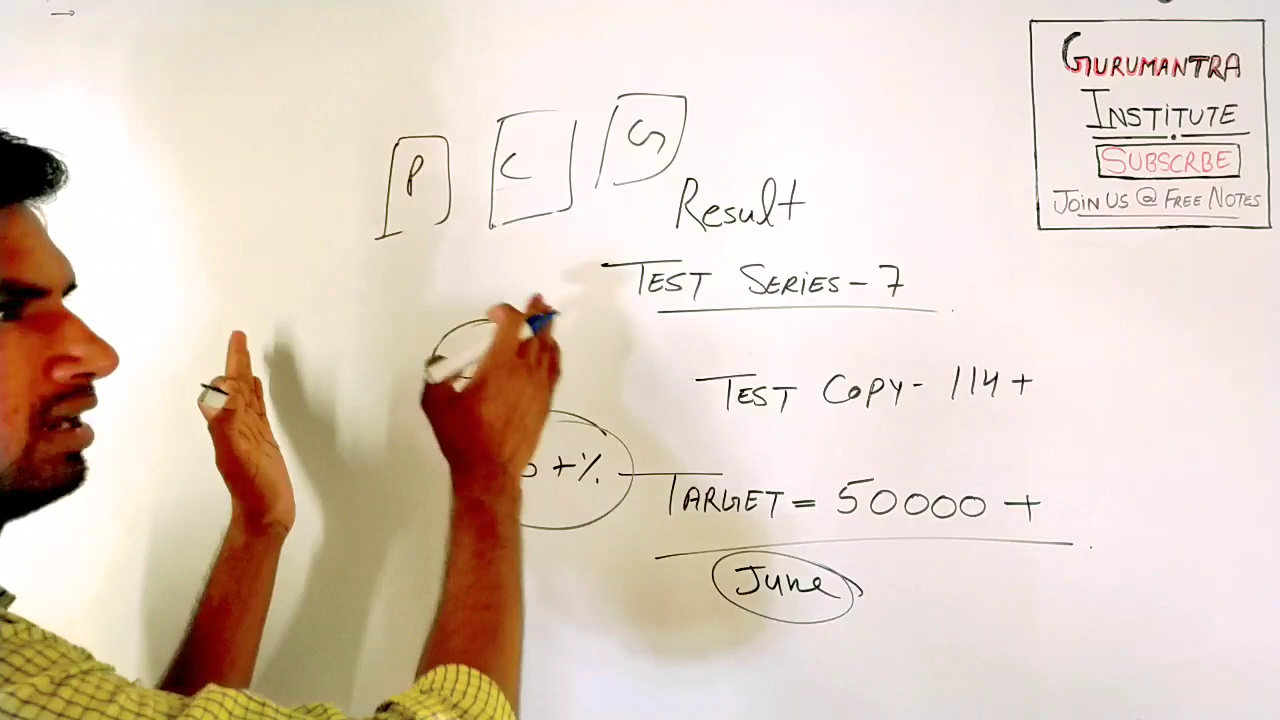 P C S
Result
TEST SERIES - 7
TEST COPY - 114 +
+ %
TARGET = 50000 +
June
GURUMANTRA
INSTITUTE
SUBSCRBE
JOIN US @ FREE NOTES